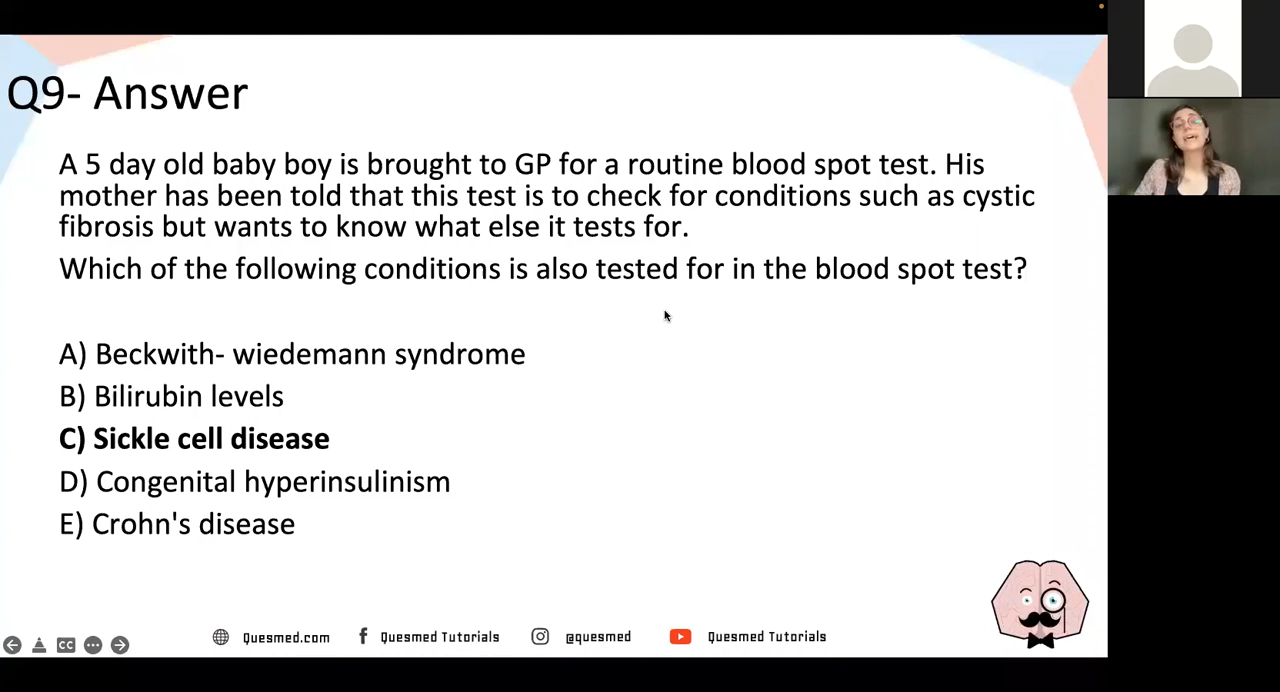 Q9- Answer
A 5 day old baby boy is brought to GP for a routine blood spot test. His
mother has been told that this test is to check for conditions such as cystic
fibrosis but wants to know what else it tests for.
Which of the following conditions is also tested for in the blood spot test?
A) Beckwith- wiedemann syndrome
B) Bilirubin levels
C) Sickle cell disease
D) Congenital hyperinsulinism
E) Crohn's disease
CC
Quesmed.com
f Quesmed Tutorials
@quesmed
Quesmed Tutorials